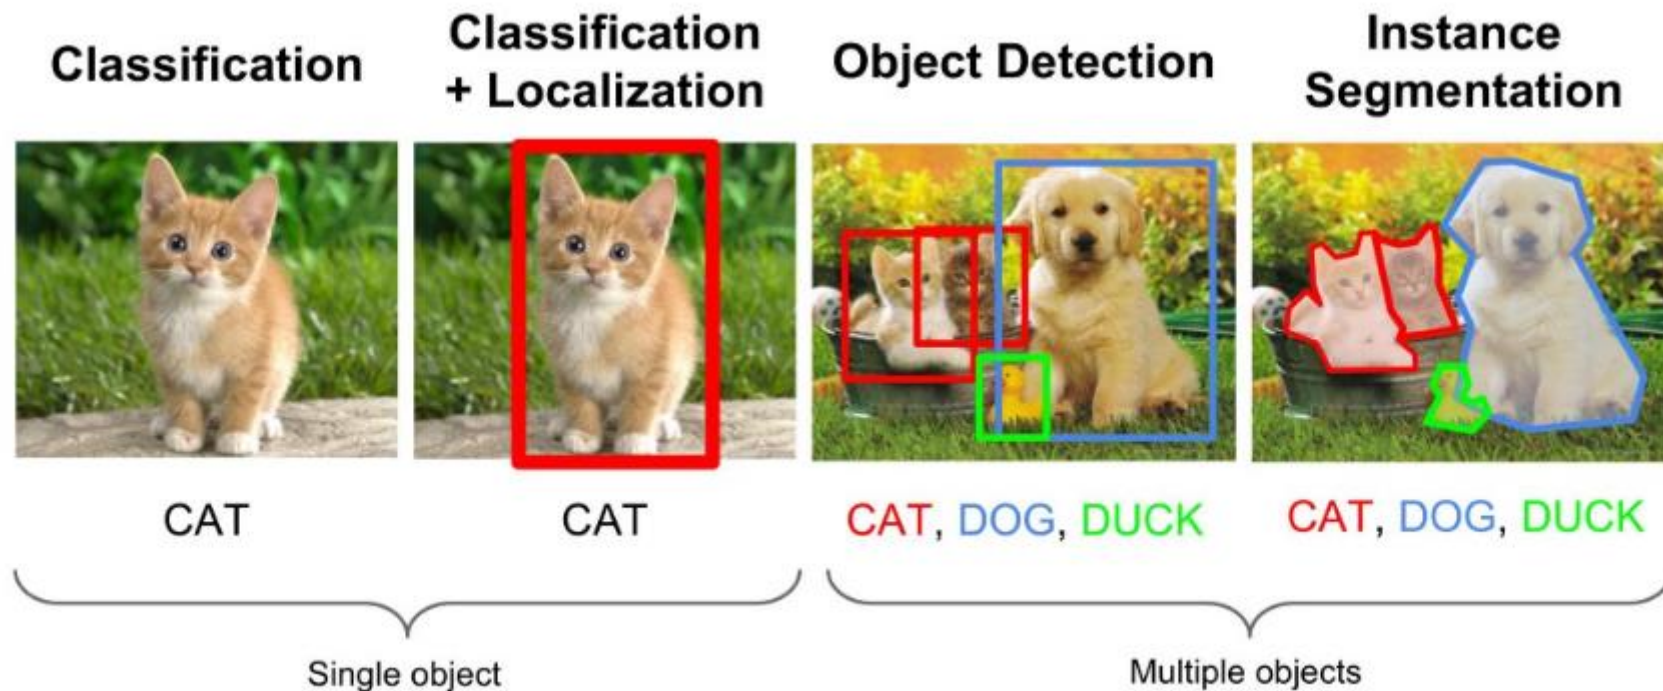 Classification
Classification
+ Localization
Object Detection
Instance
Segmentation
CAT
CAT
CAT, DOG, DUCK
CAT, DOG, DUCK
Single object
Multiple objects